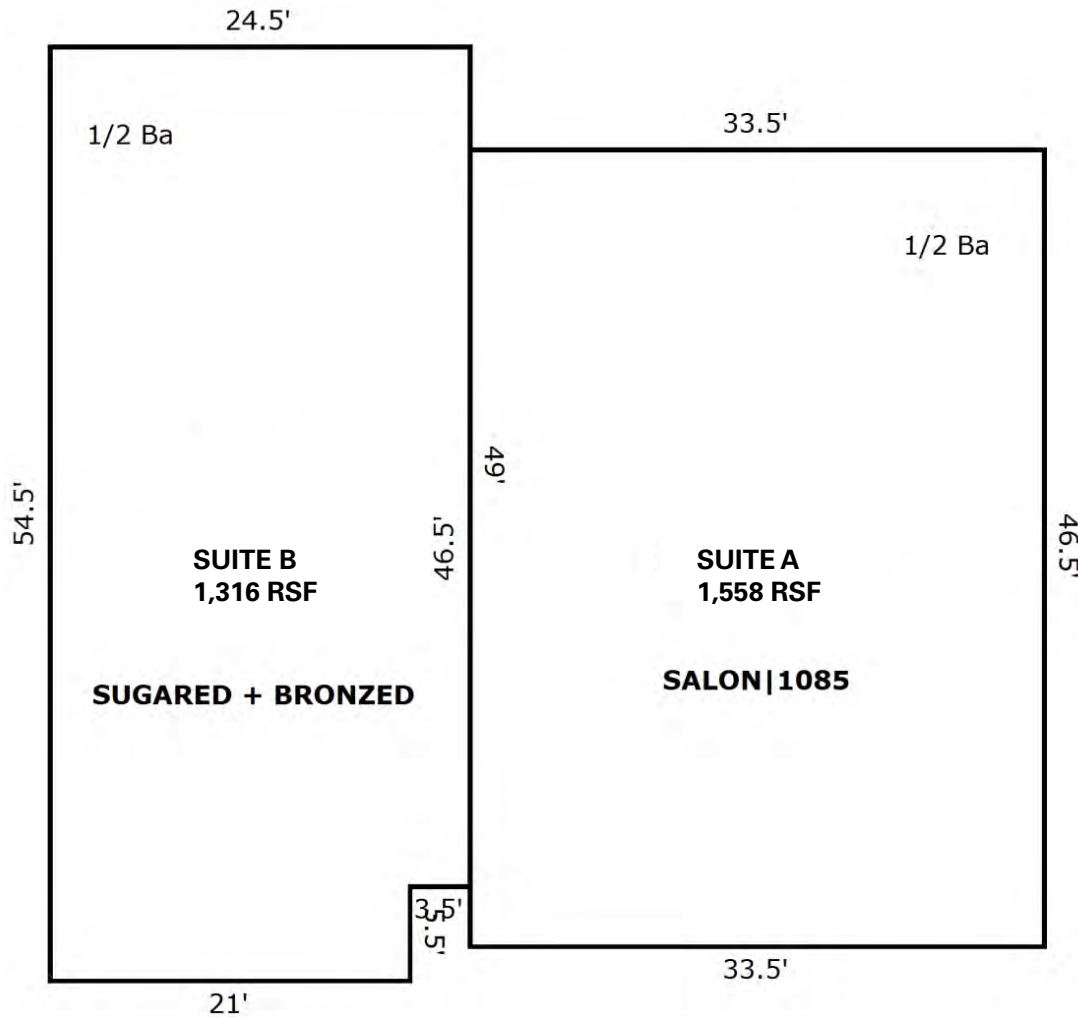 24.5'
33.5'
1/2 Ba
1/2 Ba
54.5'
46.5'
49'
46.5'
SUITE B
1,316 RSF
SUITE A
1,558 RSF
SUGARED + BRONZED
SALON|1085
3.5'
5.5'
33.5'
21'